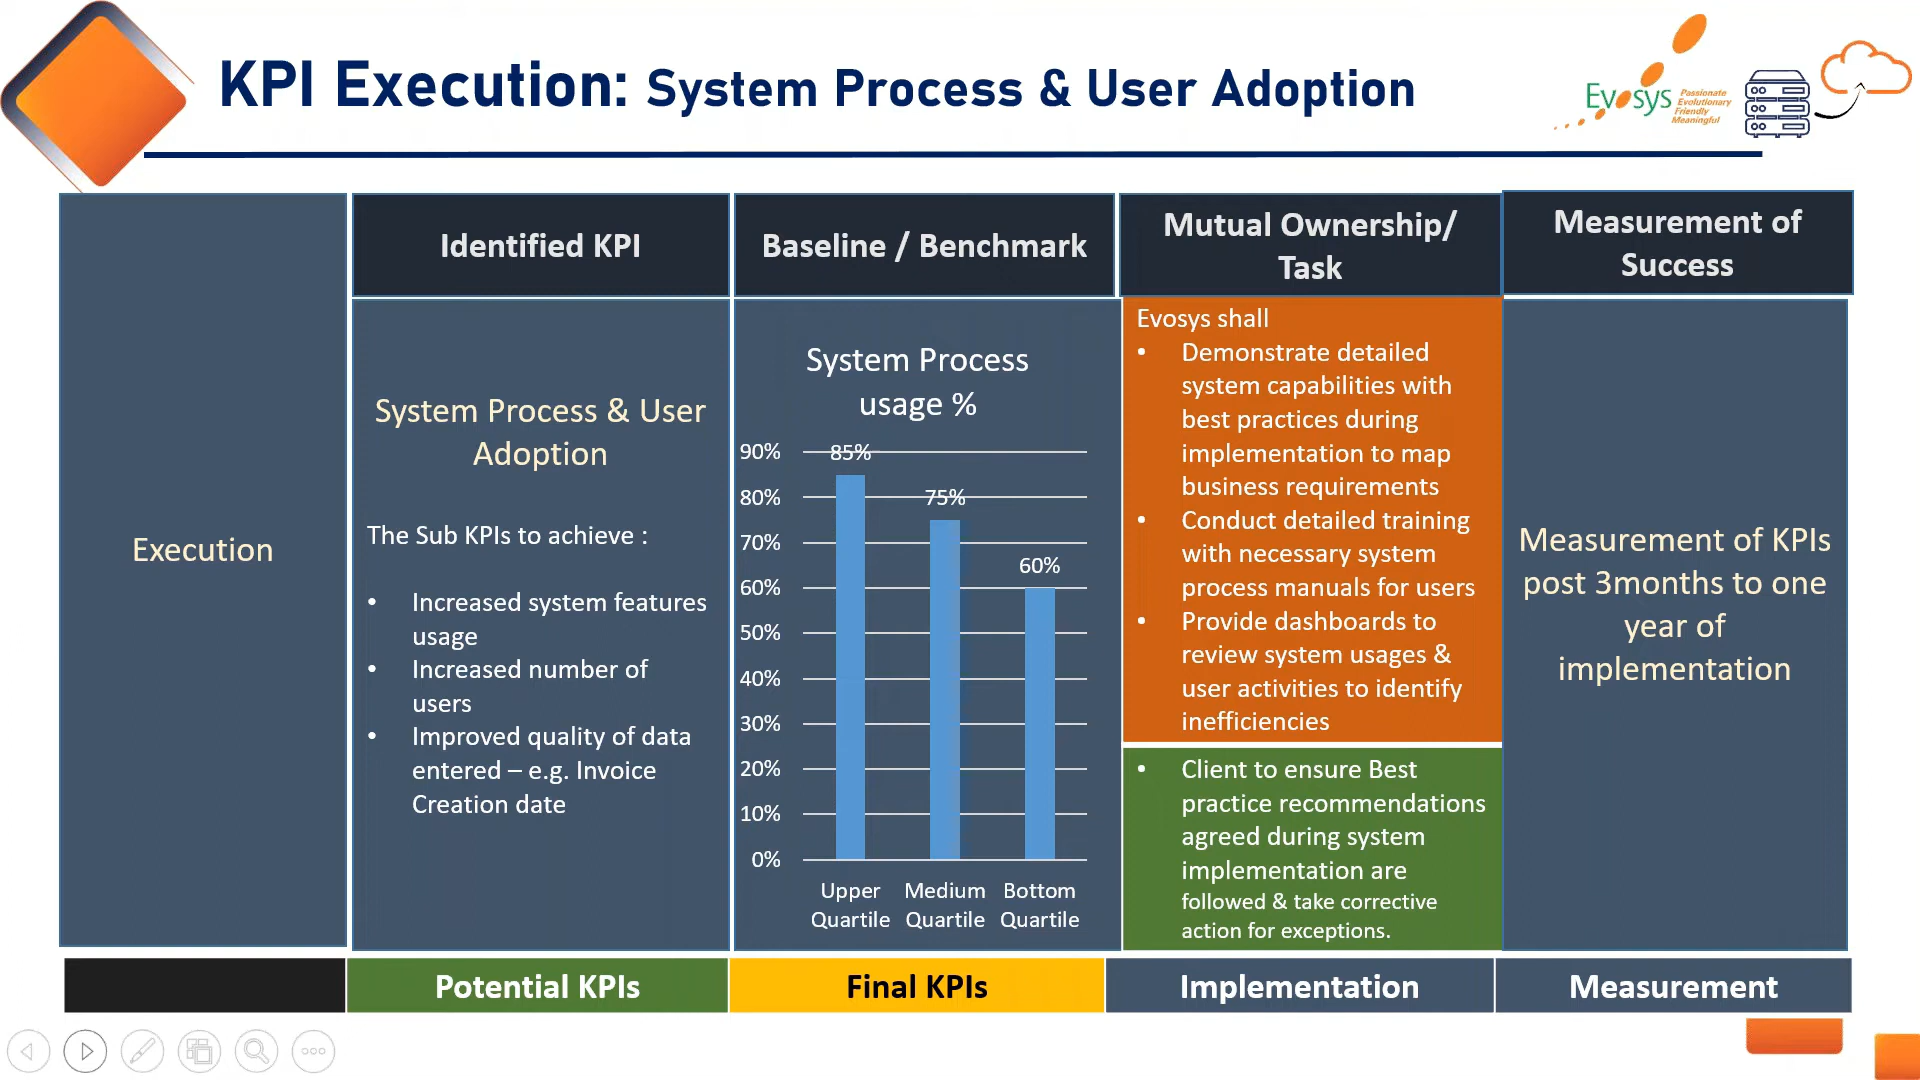 KPI Execution: System Process & User Adoption
Evosys
Passionate
Evolutionary
Friendly
Meaningful
Execution
Identified KPI
System Process & User
Adoption
The Sub KPIs to achieve :
• Increased system features
usage
• Increased number of
users
• Improved quality of data
entered – e.g. Invoice
Creation date
Baseline / Benchmark
System Process
usage %
90%
80%
70%
60%
50%
40%
30%
20%
10%
0%
85%
75%
60%
Upper
Quartile
Medium
Quartile
Bottom
Quartile
Mutual Ownership/
Task
Evosys shall
• Demonstrate detailed
system capabilities with
best practices during
implementation to map
business requirements
• Conduct detailed training
with necessary system
process manuals for users
• Provide dashboards to
review system usages &
user activities to identify
inefficiencies
• Client to ensure Best
practice recommendations
agreed during system
implementation are
followed & take corrective
action for exceptions.
Measurement of
Success
Measurement of KPIs
post 3months to one
year of
implementation
Potential KPIs
Final KPIs
Implementation
Measurement